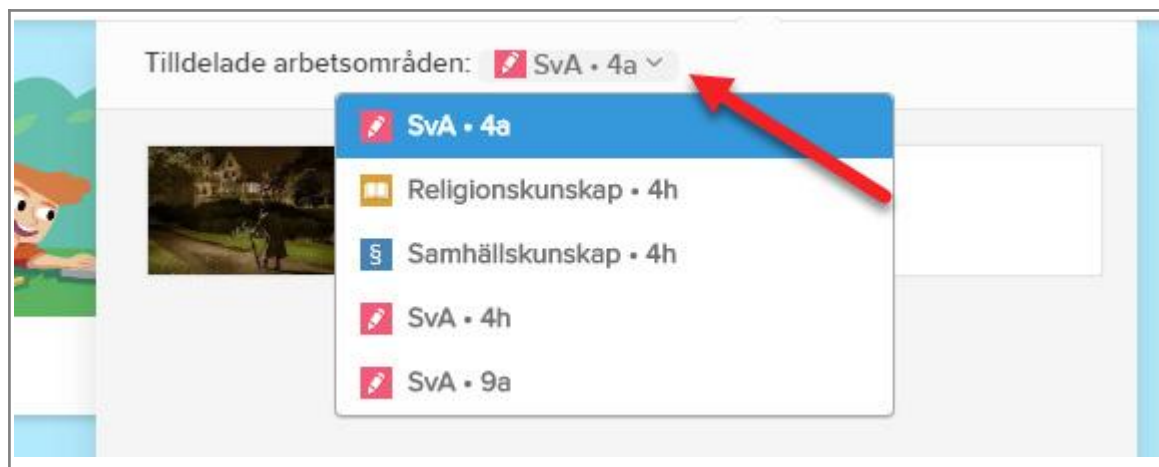 Tilldelade arbetsområden: SvA • 4a
SvA • 4a
Religionskunskap • 4h
§ Samhällskunskap • 4h
SvA • 4h
SvA • 9a